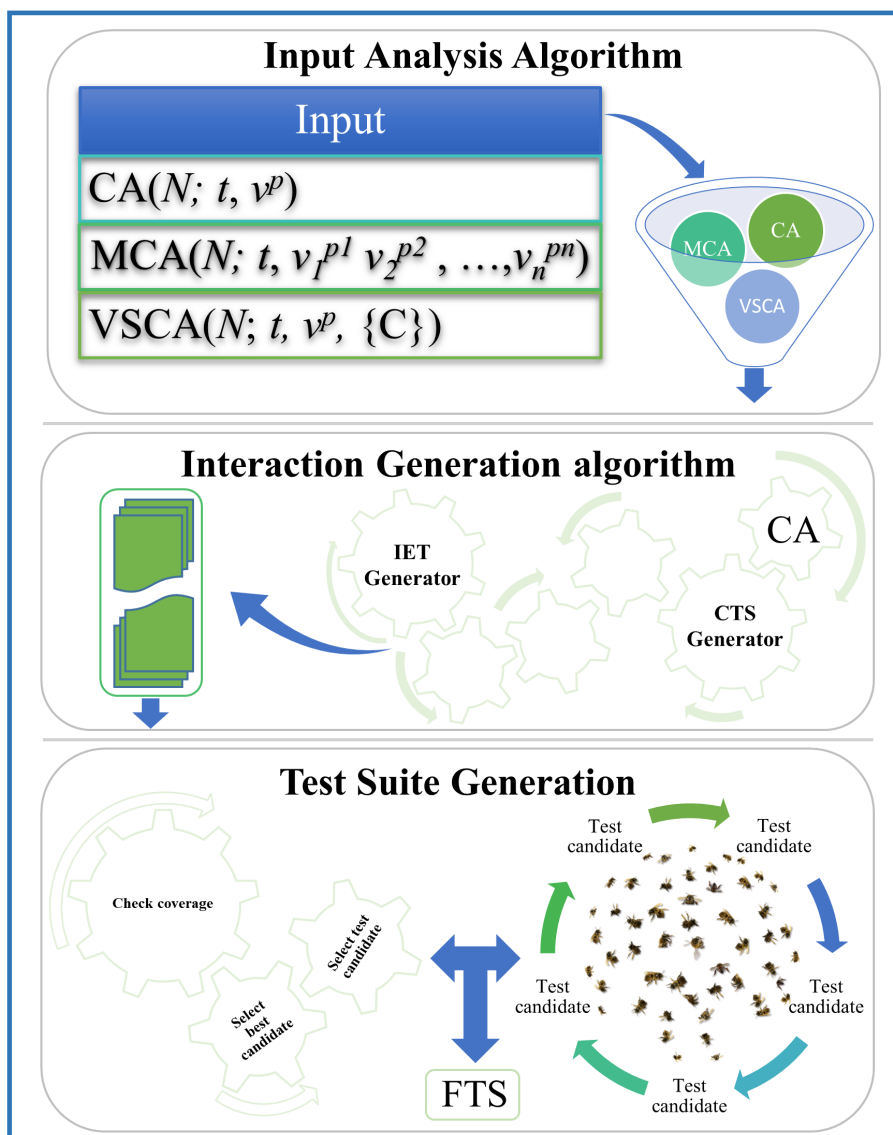 Input Analysis Algorithm
Input
CA(N; t, v^p)
MCA(N; t, v_1^{p1} v_2^{p2} , …,v_n^{pn})
VSCA(N; t, v^p, {C})
MCA
CA
VSCA
Interaction Generation algorithm
IET
Generator
CA
CTS
Generator
Test Suite Generation
Check coverage
Select test
candidate
Select
best
candidate
FTS
Test
candidate
Test
candidate
Test
candidate
Test
candidate
Test
candidate